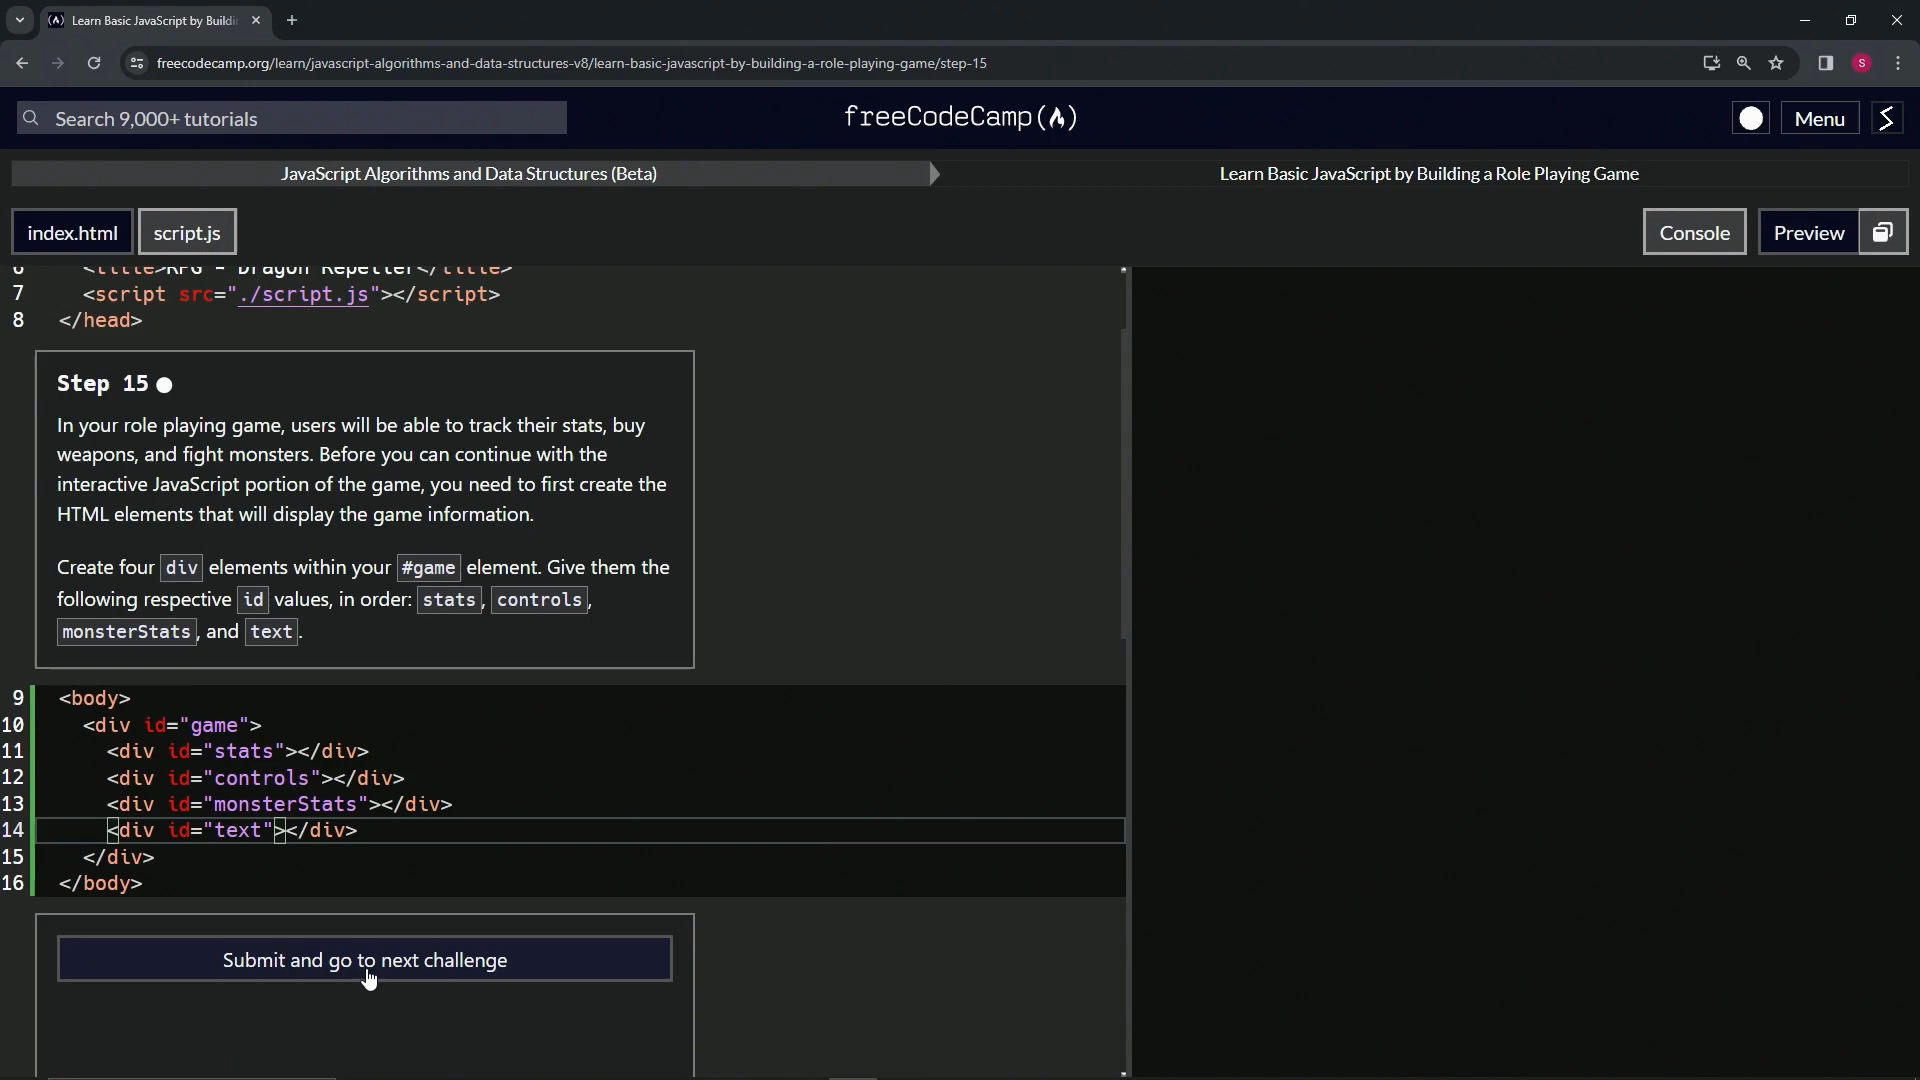 Learn Basic JavaScript by Buildin
freecodecamp.org/learn/javascript-algorithms-and-data-structures-v8/learn-basic-javascript-by-building-a-role-playing-game/step-15
S
Search 9,000+ tutorials
freeCodeCamp
Menu
JavaScript Algorithms and Data Structures (Beta)
Learn Basic JavaScript by Building a Role Playing Game
index.html
script.js
Console
Preview
6 <title>RPG - Dragon Repeller</title>
7 <script src="./script.js"></script>
8 </head>
Step 15
In your role playing game, users will be able to track their stats, buy
weapons, and fight monsters. Before you can continue with the
interactive JavaScript portion of the game, you need to first create the
HTML elements that will display the game information.
Create four div elements within your #game element. Give them the
following respective id values, in order: stats, controls,
monsterStats, and text.
9 <body>
10 <div id="game">
11 <div id="stats"></div>
12 <div id="controls"></div>
13 <div id="monsterStats"></div>
14 <div id="text"></div>
15 </div>
16 </body>
Submit and go to next challenge